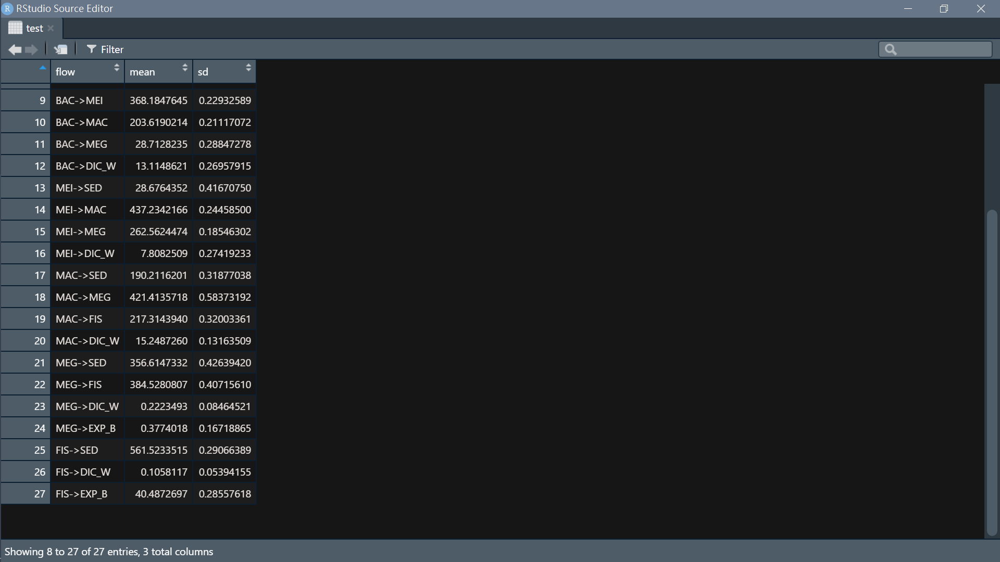 R RStudio Source Editor
test
Filter
flow mean sd
9 BAC->MEI 368.1847645 0.22932589
10 BAC->MAC 203.6190214 0.21117072
11 BAC->MEG 28.7128235 0.28847278
12 BAC->DIC_W 13.1148621 0.26957915
13 MEI->SED 28.6764352 0.41670750
14 MEI->MAC 437.2342166 0.24458500
15 MEI->MEG 262.5624474 0.18546302
16 MEI->DIC_W 7.8082509 0.27419233
17 MAC->SED 190.2116201 0.31877038
18 MAC->MEG 421.4135718 0.58373192
19 MAC->FIS 217.3143940 0.32003361
20 MAC->DIC_W 15.2487260 0.13163509
21 MEG->SED 356.6147332 0.42639420
22 MEG->FIS 384.5280807 0.40715610
23 MEG->DIC_W 0.2223493 0.08464521
24 MEG->EXP_B 0.3774018 0.16718865
25 FIS->SED 561.5233515 0.29066389
26 FIS->DIC_W 0.1058117 0.05394155
27 FIS->EXP_B 40.4872697 0.28557618
Showing 8 to 27 of 27 entries, 3 total columns